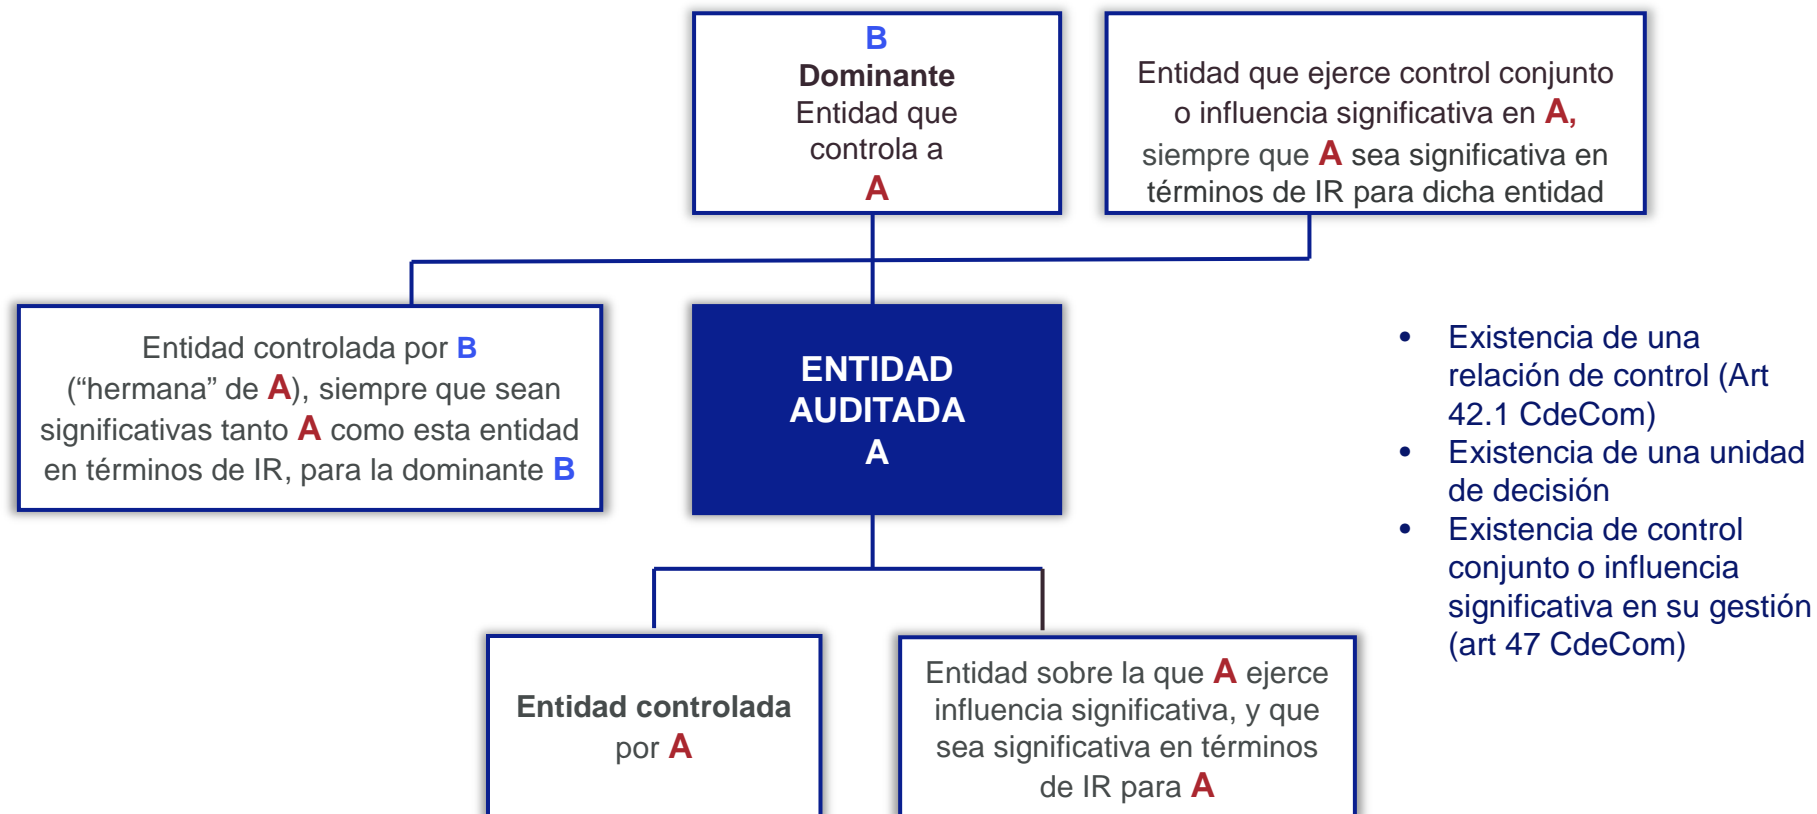 B
Dominante
Entidad que
controla a
A
Entidad que ejerce control conjunto
o influencia significativa en A,
siempre que A sea significativa en
términos de IR para dicha entidad
Entidad controlada por B
(“hermana” de A), siempre que sean
significativas tanto A como esta entidad
en términos de IR, para la dominante B
ENTIDAD
AUDITADA
A
• Existencia de una
relación de control (Art
42.1 CdeCom)
• Existencia de una unidad
de decisión
• Existencia de control
conjunto o influencia
significativa en su gestión
(art 47 CdeCom)
Entidad controlada
por A
Entidad sobre la que A ejerce
influencia significativa, y que
sea significativa en términos
de IR para A